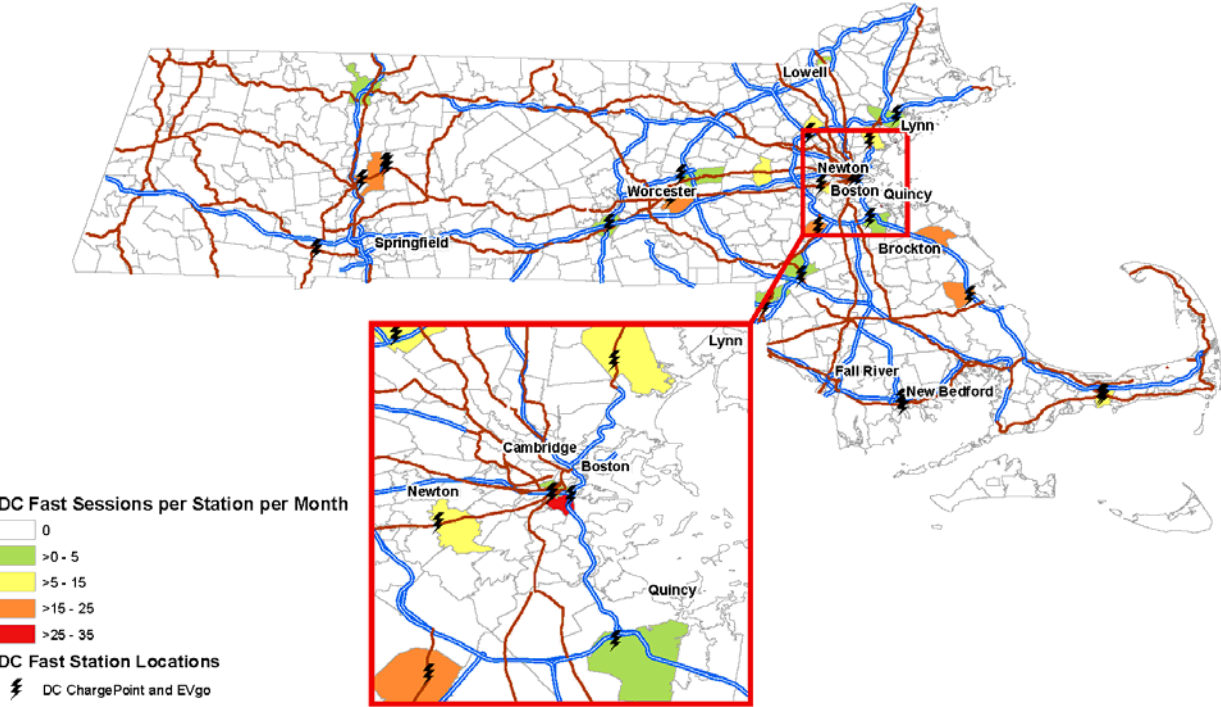 Lowell
Lynn
Newton
Worcester
Boston
Quincy
Springfield
Brockton
Lynn
Fall River
New Bedford
Cambridge
Boston
Newton
DC Fast Sessions per Station per Month
0
>0 - 5
>5 - 15
Quincy
>15 - 25
>25 - 35
DC Fast Station Locations
DC ChargePoint and EVgo